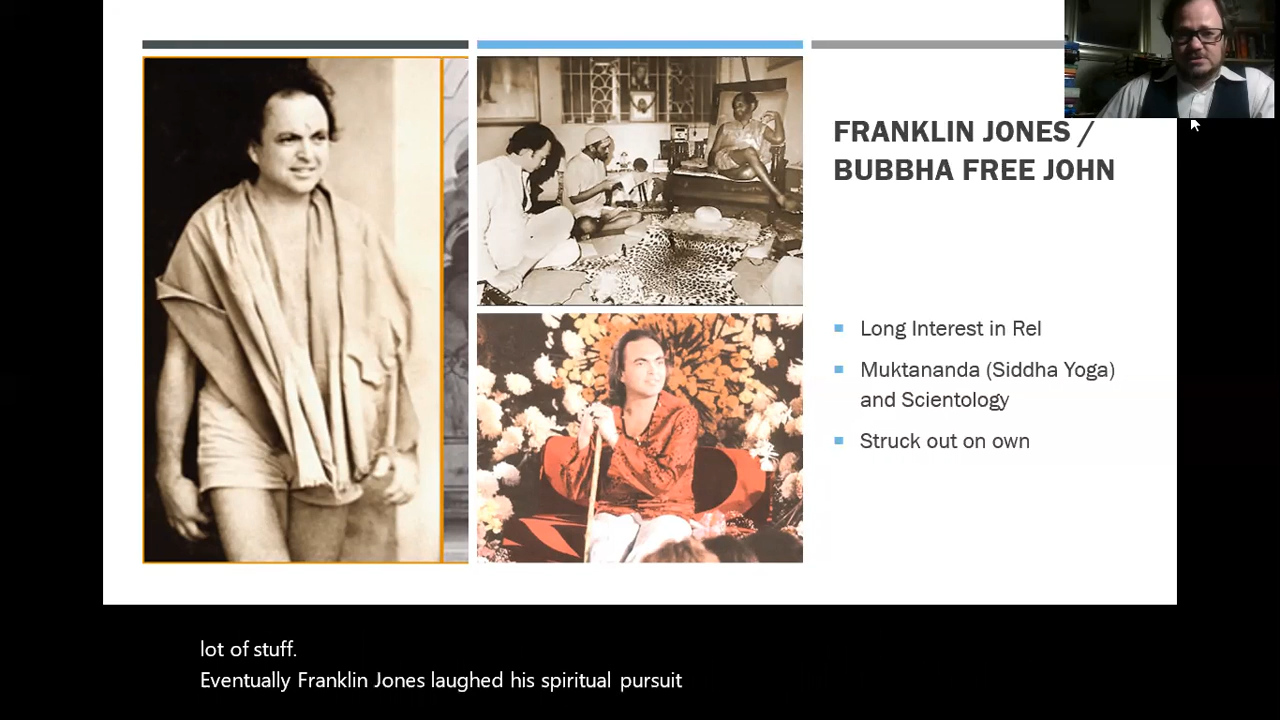 FRANKLIN JONES /
BUBBHA FREE JOHN
Long Interest in Rel
Muktananda (Siddha Yoga)
and Scientology
Struck out on own
lot of stuff.
Eventually Franklin Jones laughed his spiritual pursuit